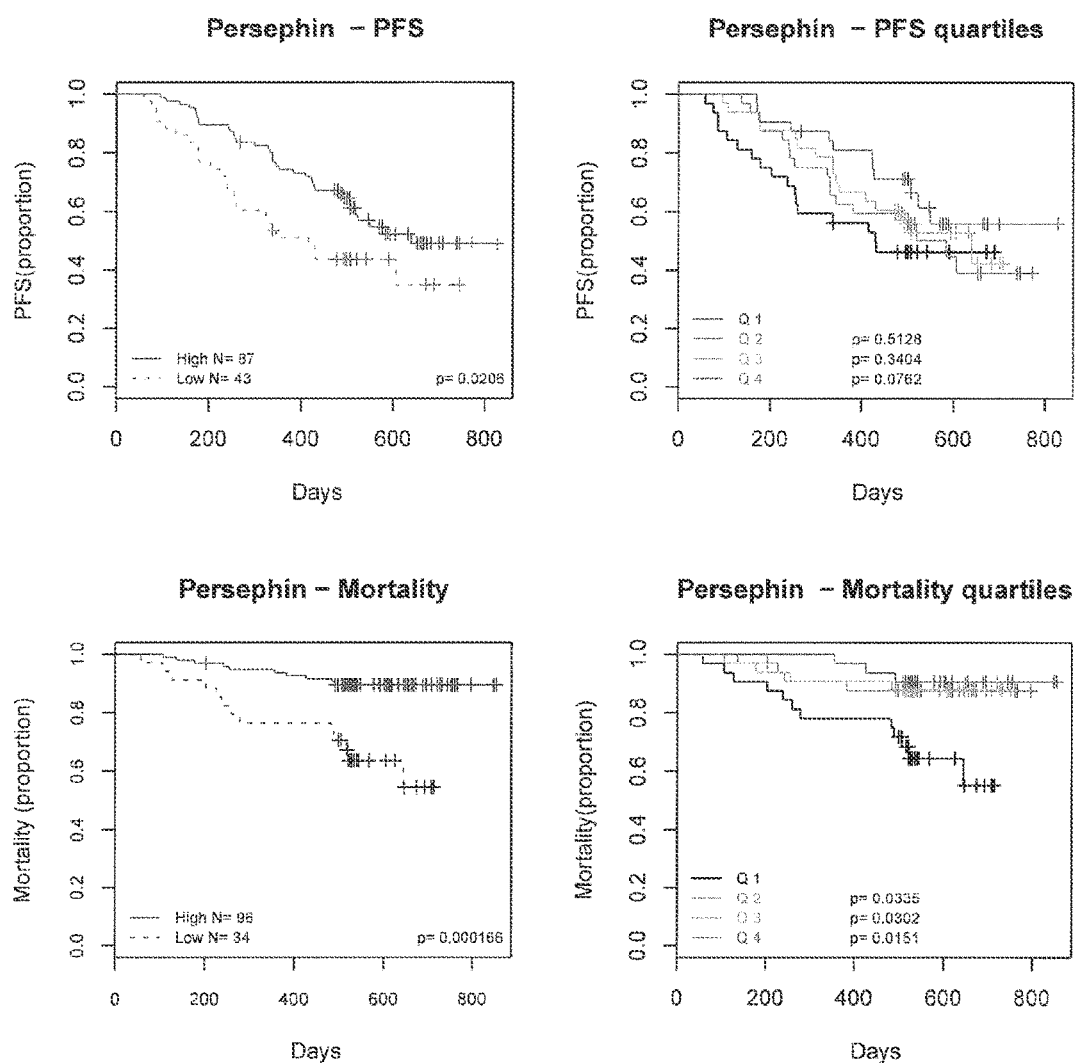 Persephin – PFS
PFS(proportion)
1.0
0.8
0.6
0.4
0.2
0.0
High N= 87
Low N= 43
p= 0.0206
0 200 400 600 800
Days
Persephin – PFS quartiles
PFS(proportion)
1.0
0.8
0.6
0.4
0.2
0.0
Q 1
Q 2 p= 0.5128
Q 3 p= 0.3404
Q 4 p= 0.0762
0 200 400 600 800
Days
Persephin – Mortality
Mortality (proportion)
1.0
0.8
0.6
0.4
0.2
0.0
High N= 96
Low N= 34
p= 0.000166
0 200 400 600 800
Days
Persephin – Mortality quartiles
Mortality(proportion)
1.0
0.8
0.6
0.4
0.2
0.0
Q 1
Q 2 p= 0.0335
Q 3 p= 0.0302
Q 4 p= 0.0151
0 200 400 600 800
Days